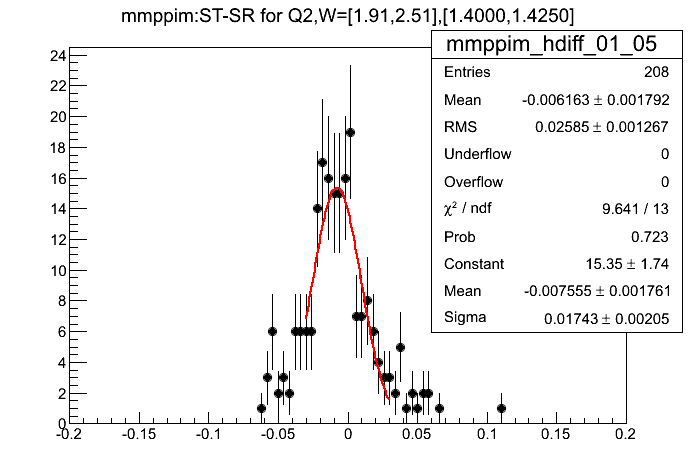 mmppim:ST-SR for Q2,W=[1.91,2.51],[1.4000,1.4250]
mmppim_hdiff_01_05
Entries 208
Mean -0.006163 ± 0.001792
RMS 0.02585 ± 0.001267
Underflow 0
Overflow 0
χ² / ndf 9.641 / 13
Prob 0.723
Constant 15.35 ± 1.74
Mean -0.007555 ± 0.001761
Sigma 0.01743 ± 0.00205
24
22
20
18
16
14
12
10
8
6
4
2
0
-0.2 -0.15 -0.1 -0.05 0 0.05 0.1 0.15 0.2